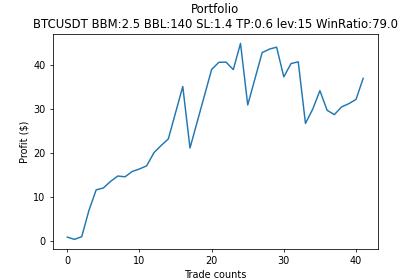 Portfolio
BTCUSDT BBM:2.5 BBL:140 SL:1.4 TP:0.6 lev:15 WinRatio:79.0
40
30
20
10
0
Profit ($)
0 10 20 30 40
Trade counts